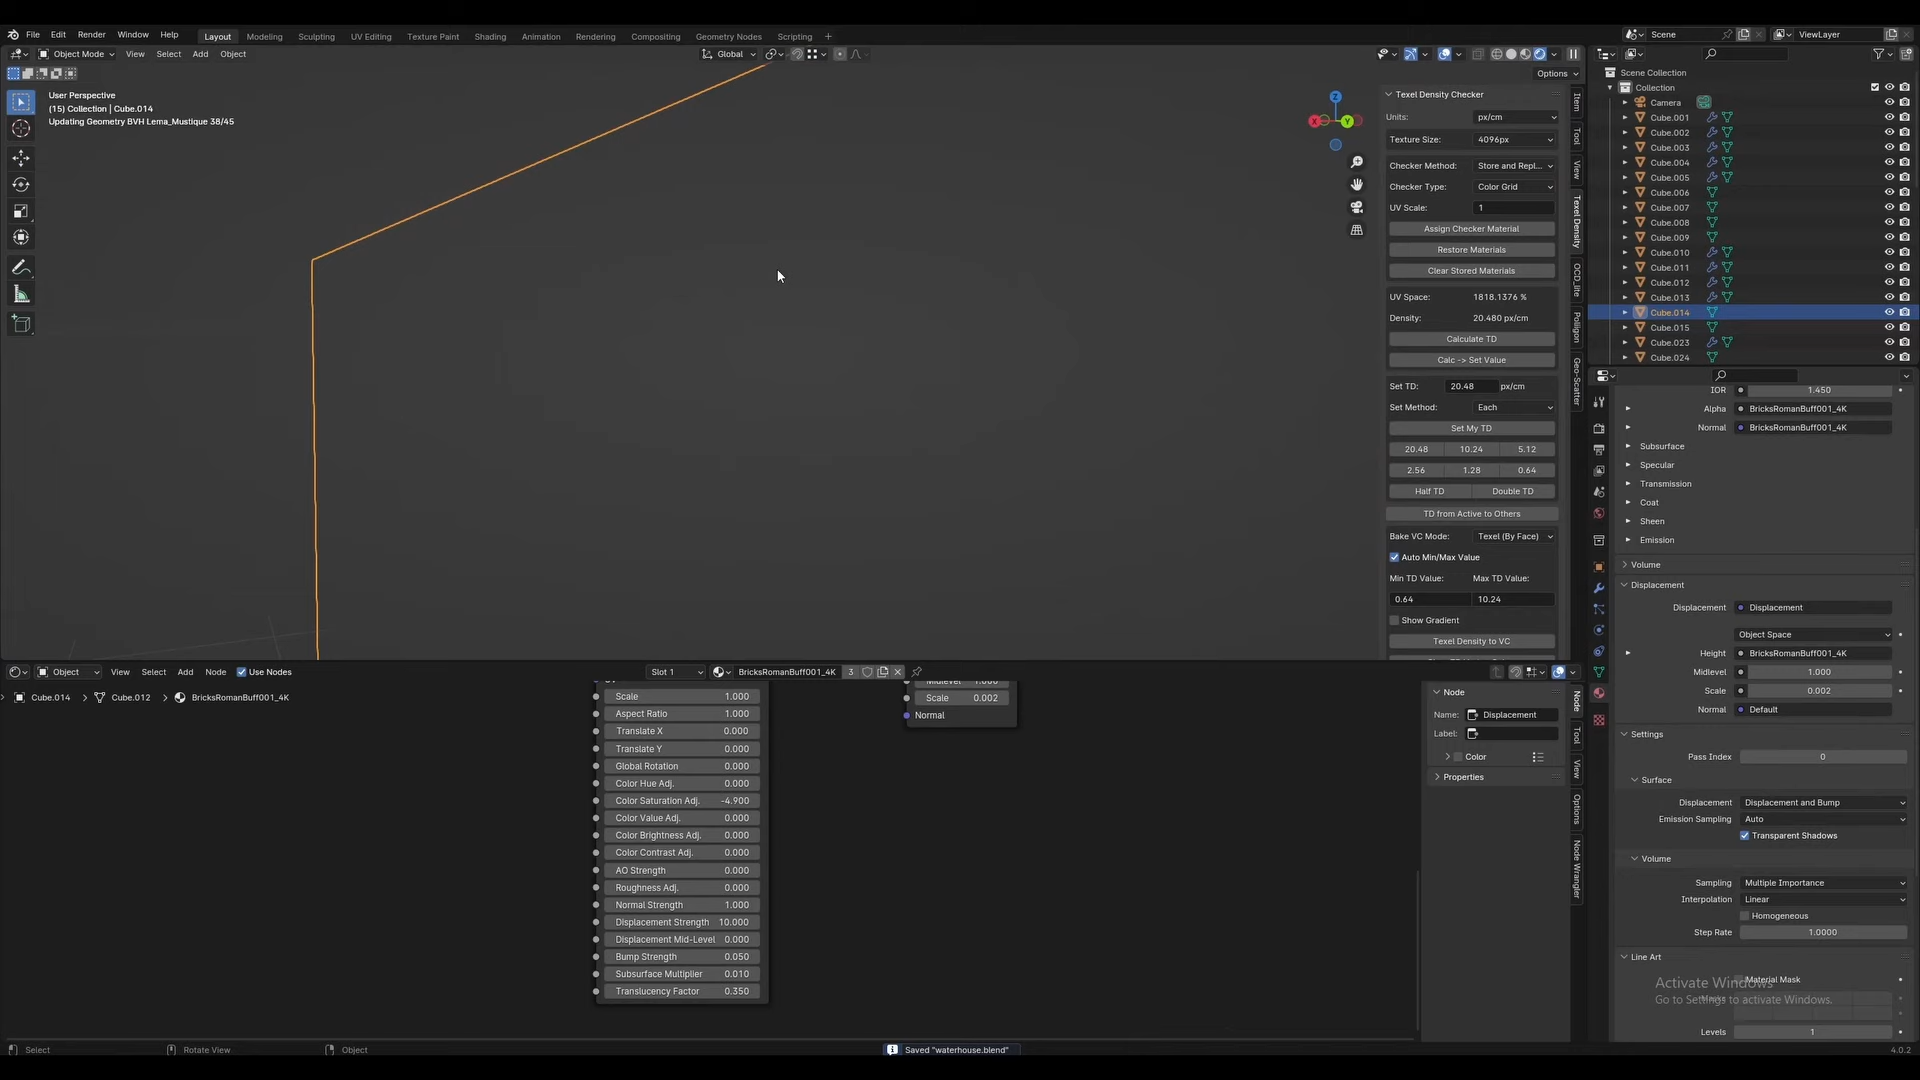 File Edit Render Window Help Layout Modeling Sculpting UV Editing Texture Paint Shading Animation Rendering Compositing Geometry Nodes Scripting + Scene ViewLayer
Object Mode View Select Add Object Global
Options
User Perspective
(15) Collection | Cube.014
Updating Geometry BVH Lema_Mustique 38/45
X
Y
Z
Texel Density Checker
Units: px/cm
Texture Size: 4096px
Checker Method: Store and Repl...
Checker Type: Color Grid
UV Scale: 1
Assign Checker Material
Restore Materials
Clear Stored Materials
UV Space: 1818.1376 %
Density: 20.480 px/cm
Calculate TD
Calc -> Set Value
Set TD: 20.48 px/cm
Set Method: Each
Set My TD
20.48 10.24 5.12
2.56 1.28 0.64
Half TD Double TD
TD from Active to Others
Bake VC Mode: Texel (By Face)
Auto Min/Max Value
Min TD Value: Max TD Value:
0.64 10.24
Show Gradient
Texel Density to VC
Item
Tool
View
Texel Density
OCD_lite
Poliigon
Geo-Scatter
Scene Collection
Collection
Camera
Cube.001
Cube.002
Cube.003
Cube.004
Cube.005
Cube.006
Cube.007
Cube.008
Cube.009
Cube.010
Cube.011
Cube.012
Cube.013
Cube.014
Cube.015
Cube.023
Cube.024
IOR 1.450
Alpha BricksRomanBuff001_4K
Normal BricksRomanBuff001_4K
Subsurface
Specular
Transmission
Coat
Sheen
Emission
Volume
Displacement
Displacement Displacement
Object Space
Height BricksRomanBuff001_4K
Midlevel 1.000
Scale 0.002
Normal Default
Settings
Pass Index 0
Surface
Displacement Displacement and Bump
Emission Sampling Auto
Transparent Shadows
Volume
Sampling Multiple Importance
Interpolation Linear
Homogeneous
Step Rate 1.0000
Line Art
Material Mask
Levels 1
Activate Windows
Go to Settings to activate Windows.
Object View Select Add Node Use Nodes Slot 1 BricksRomanBuff001_4K 3
Cube.014 > Cube.012 > BricksRomanBuff001_4K
Scale 1.000
Aspect Ratio 1.000
Translate X 0.000
Translate Y 0.000
Global Rotation 0.000
Color Hue Adj. 0.000
Color Saturation Adj. -4.900
Color Value Adj. 0.000
Color Brightness Adj. 0.000
Color Contrast Adj. 0.000
AO Strength 0.000
Roughness Adj. 0.000
Normal Strength 1.000
Displacement Strength 10.000
Displacement Mid-Level 0.000
Bump Strength 0.050
Subsurface Multiplier 0.010
Translucency Factor 0.350
Midlevel 1.000
Scale 0.002
Normal
Node
Name: Displacement
Label:
Color
Properties
Node
Tool
View
Options
Node Wrangler
Select Rotate View Object Saved "waterhouse.blend" 4.0.2